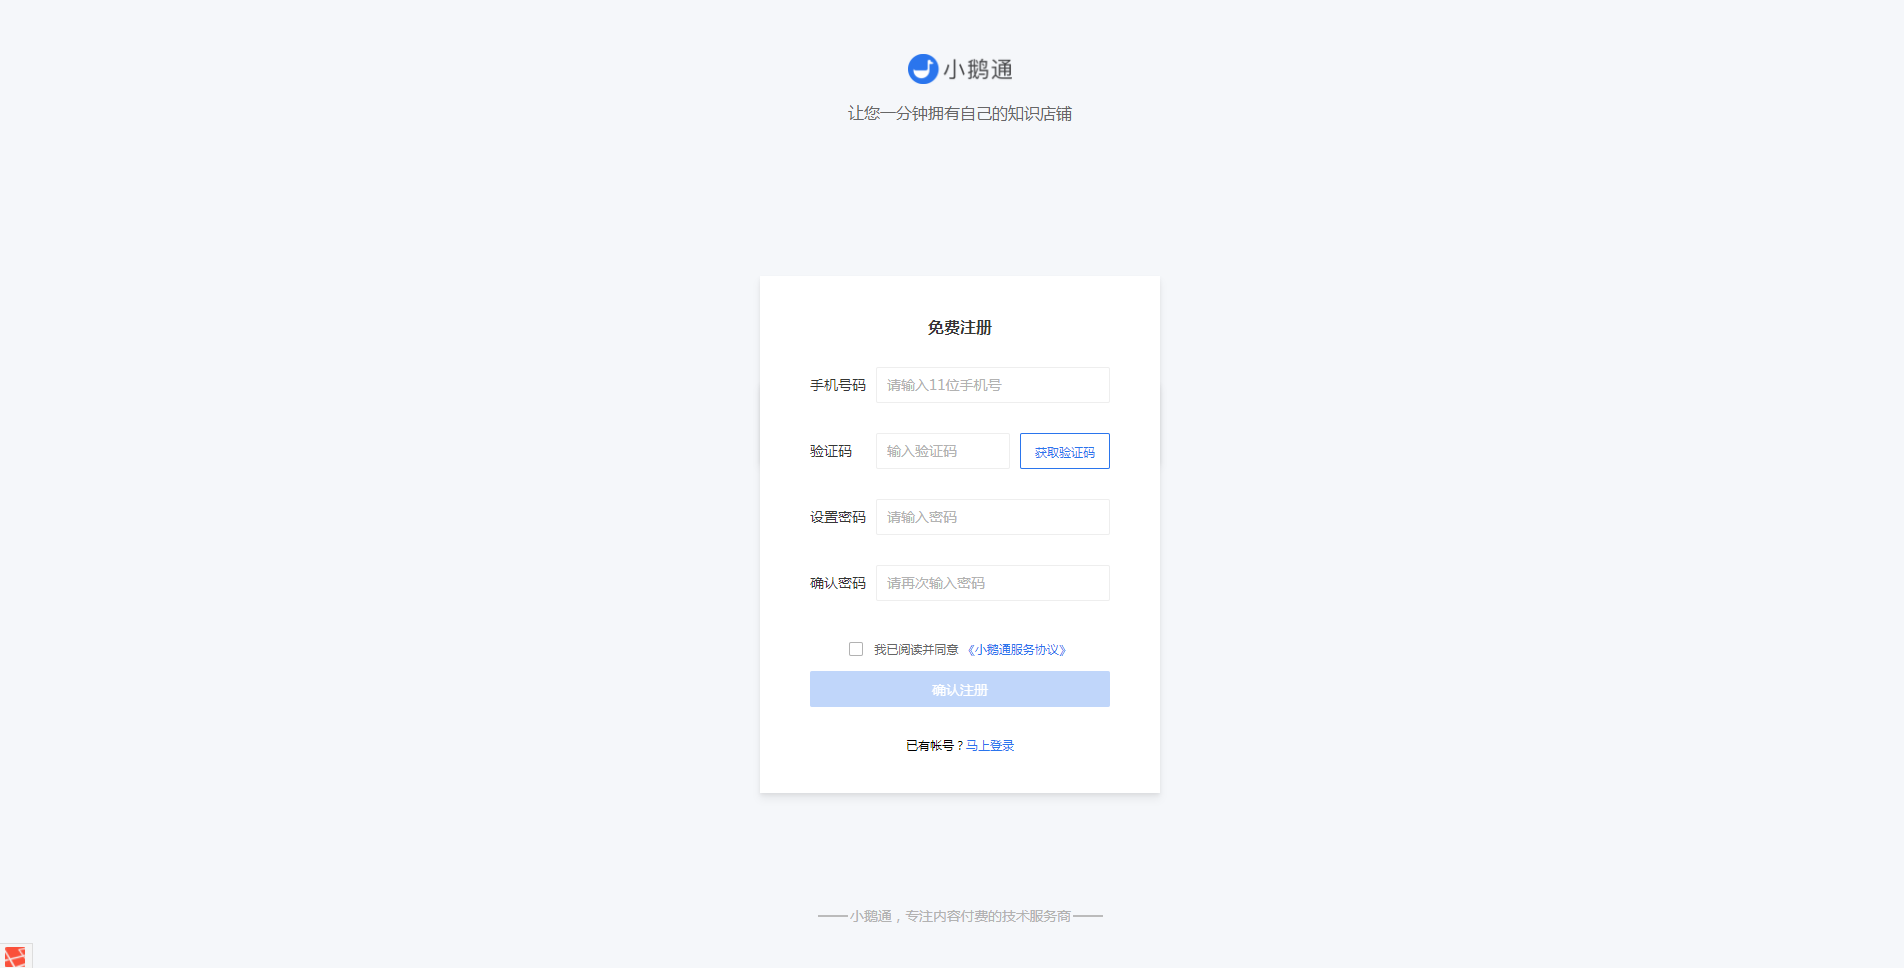 小鹅通
让您一分钟拥有自己的知识店铺
免费注册
手机号码 请输入11位手机号
验证码 输入验证码 获取验证码
设置密码 请输入密码
确认密码 请再次输入密码
我已阅读并同意 《小鹅通服务协议》
确认注册
已有帐号？马上登录
小鹅通，专注内容付费的技术服务商